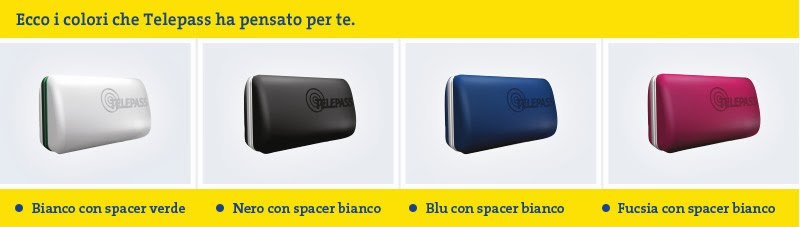 Ecco i colori che Telepass ha pensato per te.
TELEPASS TELEPASS TELEPASS TELEPASS
Bianco con spacer verde Nero con spacer bianco Blu con spacer bianco Fucsia con spacer bianco